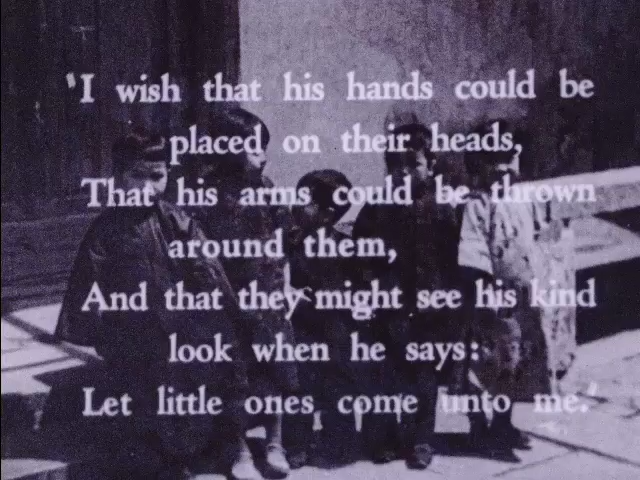 'I wish that his hands could be
placed on their heads,
That his arms could be thrown
around them,
And that they might see his kind
look when he says:
Let little ones come unto me.'